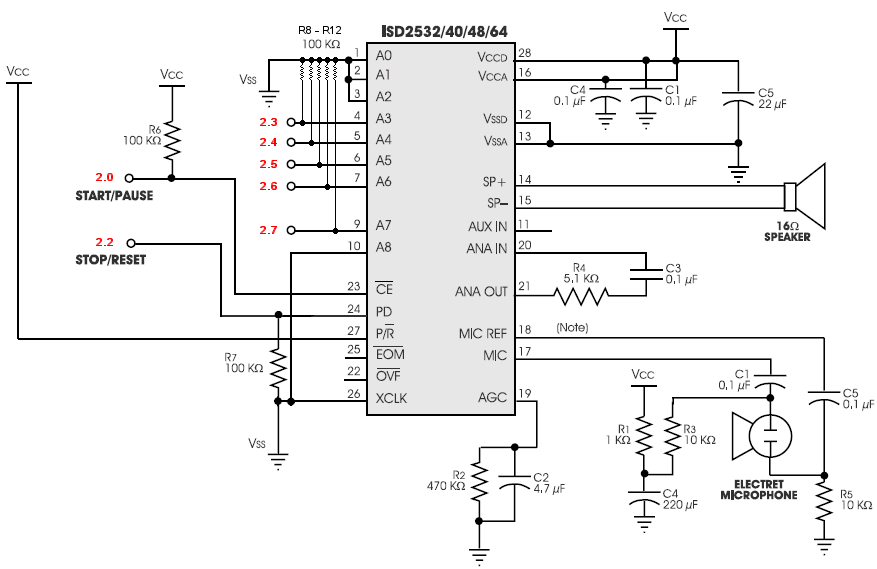 ISD2532/40/48/64
R8 - R12
100 KΩ
VCC
VCC
VCC
VSS
R6
100 KΩ
2.0
START/PAUSE
2.2
STOP/RESET
2.3
2.4
2.5
2.6
2.7
1 A0
2 A1
3 A2
4 A3
5 A4
6 A5
7 A6
9 A7
10 A8
23 CE
24 PD
27 P/R
25 EOM
22 OVF
26 XCLK
R7
100 KΩ
VSS
VCCD 28
VCCA 16
VSSD 12
VSSA 13
SP+ 14
SP– 15
AUX IN 11
ANA IN 20
ANA OUT 21
MIC REF 18
MIC 17
AGC 19
C4
0.1 µF
C1
0.1 µF
C5
22 µF
16Ω
SPEAKER
R4
5,1 KΩ
C3
0,1 µF
(Note)
C1
0,1 µF
C5
0,1 µF
VCC
R1
1 KΩ
R3
10 KΩ
C4
220 µF
ELECTRET
MICROPHONE
R5
10 KΩ
R2
470 KΩ
C2
4.7 µF